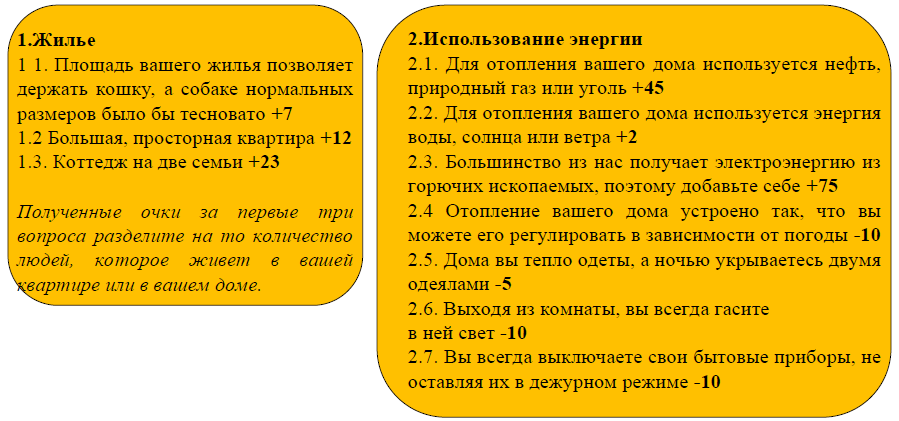 1.Жилье
1 1. Площадь вашего жилья позволяет
держать кошку, а собаке нормальных
размеров было бы тесновато +7
1.2 Большая, просторная квартира +12
1.3. Коттедж на две семьи +23
Полученные очки за первые три
вопроса разделите на то количество
людей, которое живет в вашей
квартире или в вашем доме.
2.Использование энергии
2.1. Для отопления вашего дома используется нефть,
природный газ или уголь +45
2.2. Для отопления вашего дома используется энергия
воды, солнца или ветра +2
2.3. Большинство из нас получает электроэнергию из
горючих ископаемых, поэтому добавьте себе +75
2.4 Отопление вашего дома устроено так, что вы
можете его регулировать в зависимости от погоды -10
2.5. Дома вы тепло одеты, а ночью укрываетесь двумя
одеялами -5
2.6. Выходя из комнаты, вы всегда гасите
в ней свет -10
2.7. Вы всегда выключаете свои бытовые приборы, не
оставляя их в дежурном режиме -10